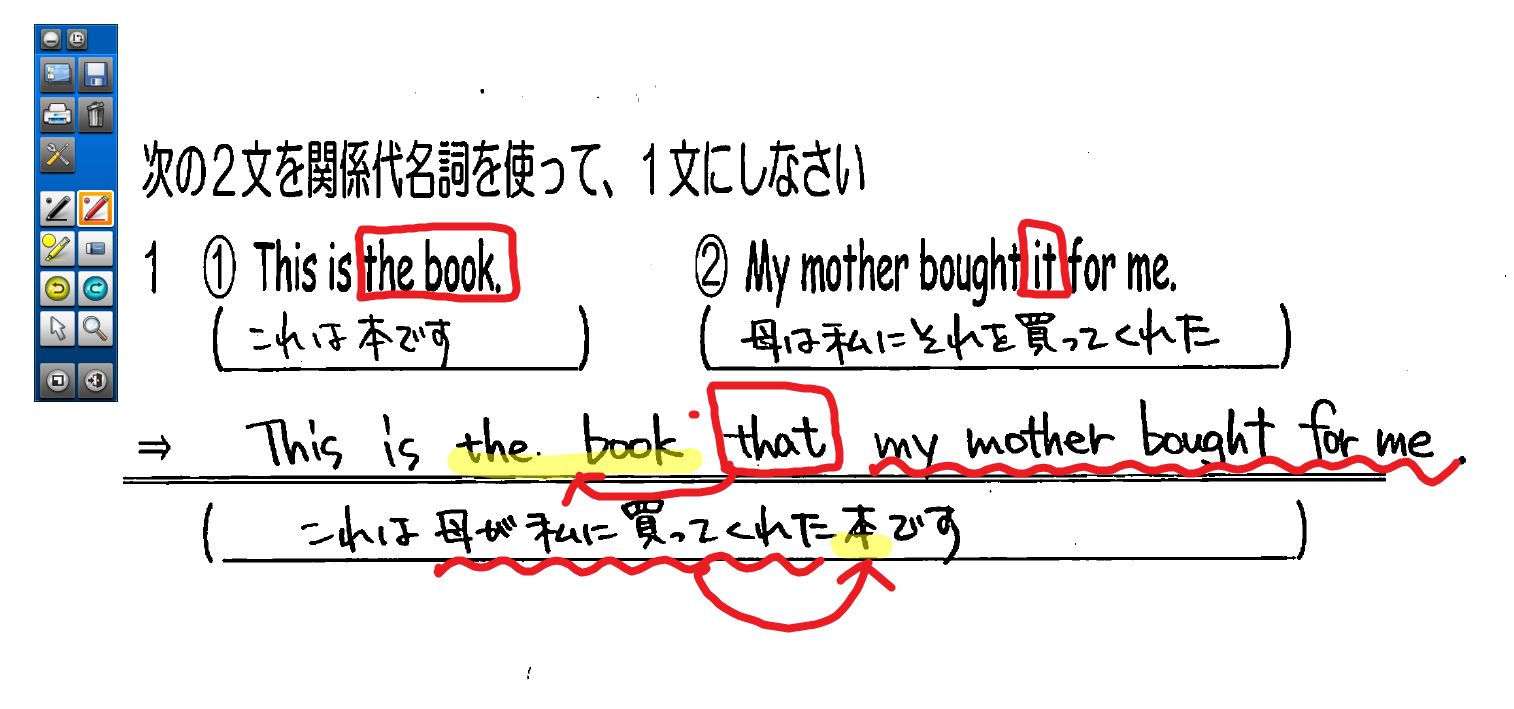 次の2文を関係代名詞を使って、1文にしなさい
1 ① This is the book. ② My mother bought it for me.
(これは本です) (母は私にそれを買ってくれた)
⇒ This is the book that my mother bought for me.
(これは母が私に買ってくれた本です)